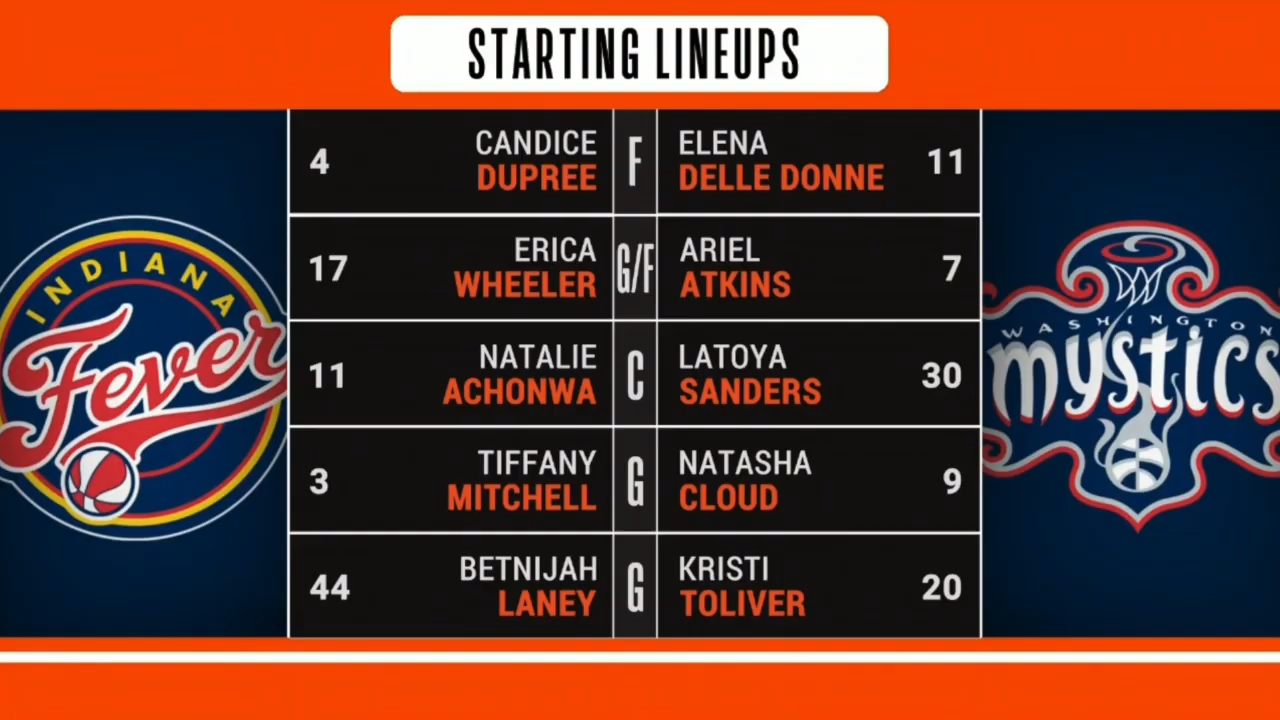 STARTING LINEUPS
INDIANA
Fever
4
CANDICE
DUPREE
F
ELENA
DELLE DONNE
11
17
ERICA
WHEELER
G/F
ARIEL
ATKINS
7
11
NATALIE
ACHONWA
C
LATOYA
SANDERS
30
3
TIFFANY
MITCHELL
G
NATASHA
CLOUD
9
44
BETNIJAH
LANEY
G
KRISTI
TOLIVER
20
WASHINGTON
mystics